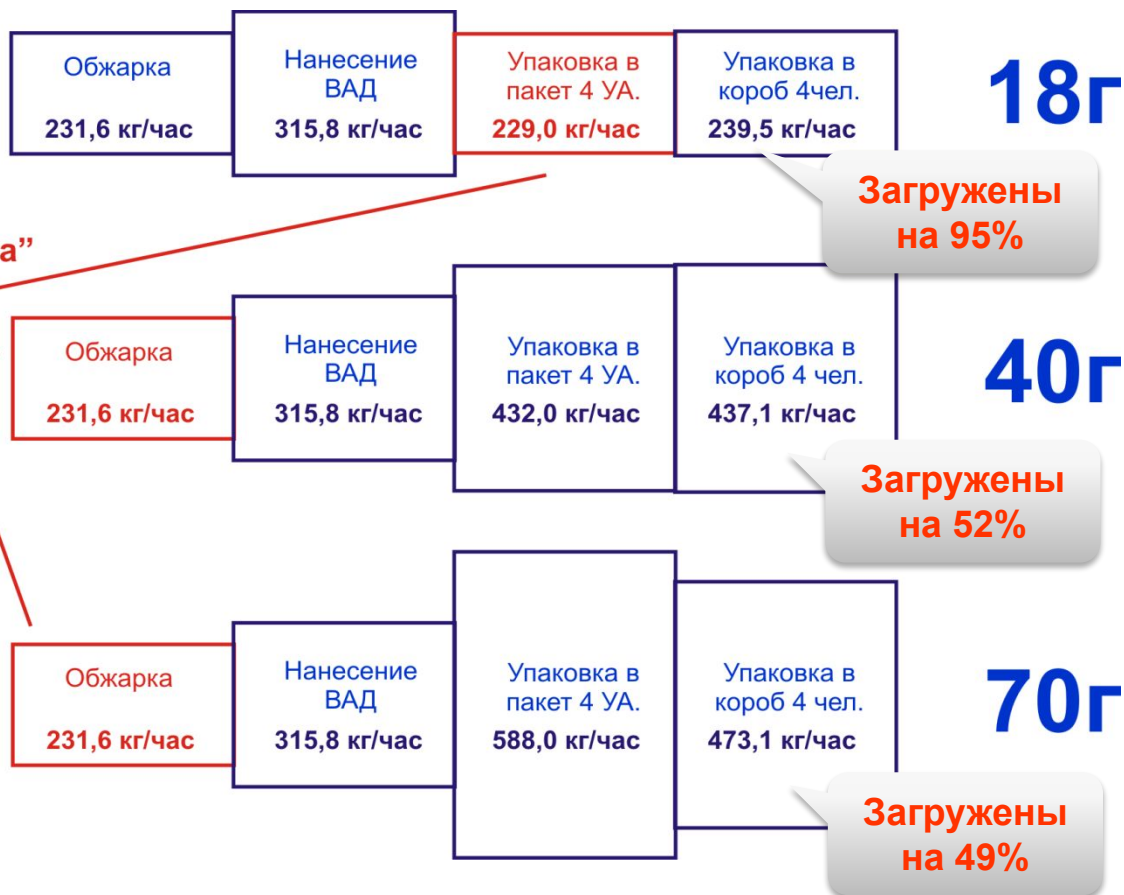 Обжарка
231,6 кг/час
Нанесение
ВАД
315,8 кг/час
Упаковка в
пакет 4 УА.
229,0 кг/час
Упаковка в
короб 4чел.
239,5 кг/час
18г
Загружены
на 95%
а”
Обжарка
231,6 кг/час
Нанесение
ВАД
315,8 кг/час
Упаковка в
пакет 4 УА.
432,0 кг/час
Упаковка в
короб 4 чел.
437,1 кг/час
40г
Загружены
на 52%
Обжарка
231,6 кг/час
Нанесение
ВАД
315,8 кг/час
Упаковка в
пакет 4 УА.
588,0 кг/час
Упаковка в
короб 4 чел.
473,1 кг/час
70г
Загружены
на 49%